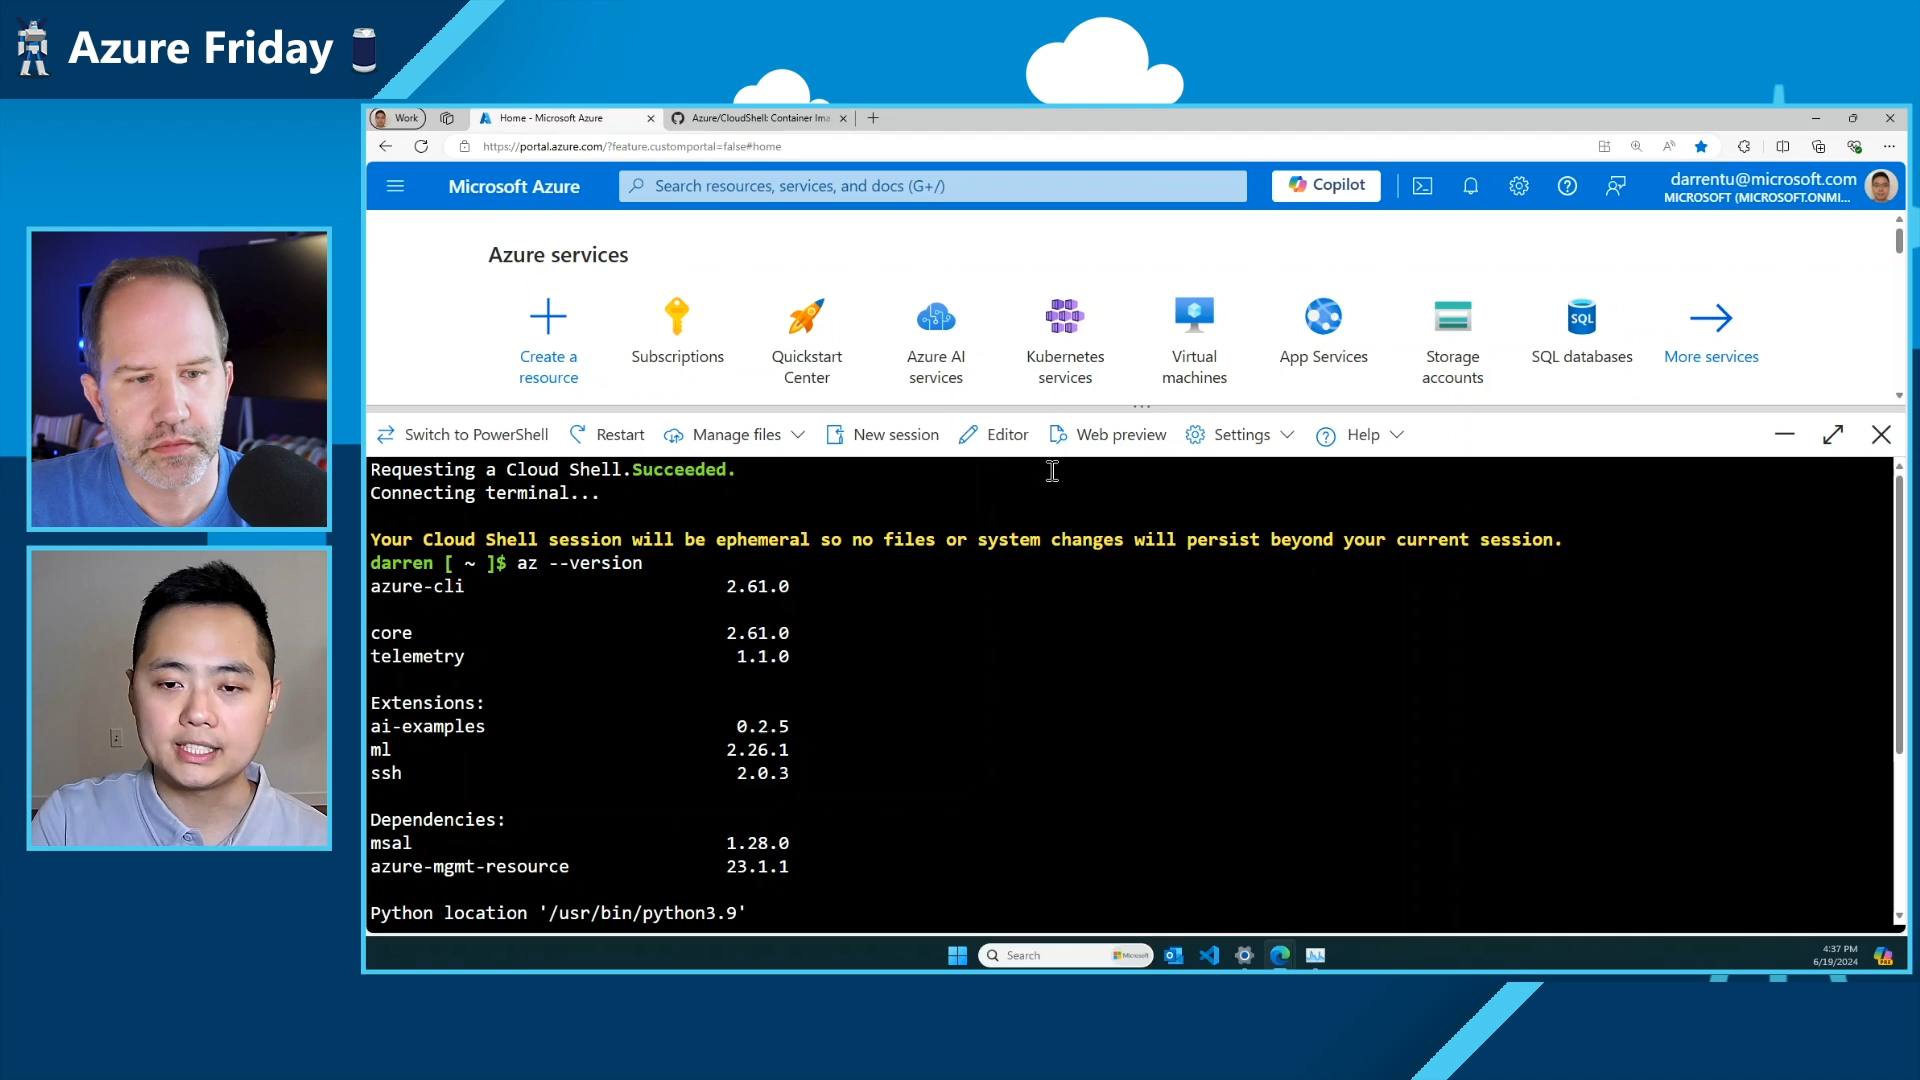 Azure Friday
Work
Home - Microsoft Azure
Azure/CloudShell: Container Ima
https://portal.azure.com/?feature.customportal=false#home
Microsoft Azure
Search resources, services, and docs (G+/)
Copilot
darrentu@microsoft.com
MICROSOFT (MICROSOFT.ONMI...
Azure services
Create a resource
Subscriptions
Quickstart Center
Azure AI services
Kubernetes services
Virtual machines
App Services
Storage accounts
SQL
SQL databases
More services
Switch to PowerShell
Restart
Manage files
New session
Editor
Web preview
Settings
Help
Requesting a Cloud Shell.Succeeded.
Connecting terminal...
Your Cloud Shell session will be ephemeral so no files or system changes will persist beyond your current session.
darren [ ~ ]$ az --version
azure-cli 2.61.0
core 2.61.0
telemetry 1.1.0
Extensions:
ai-examples 0.2.5
ml 2.26.1
ssh 2.0.3
Dependencies:
msal 1.28.0
azure-mgmt-resource 23.1.1
Python location '/usr/bin/python3.9'
Search
Microsoft
4:37 PM
6/19/2024